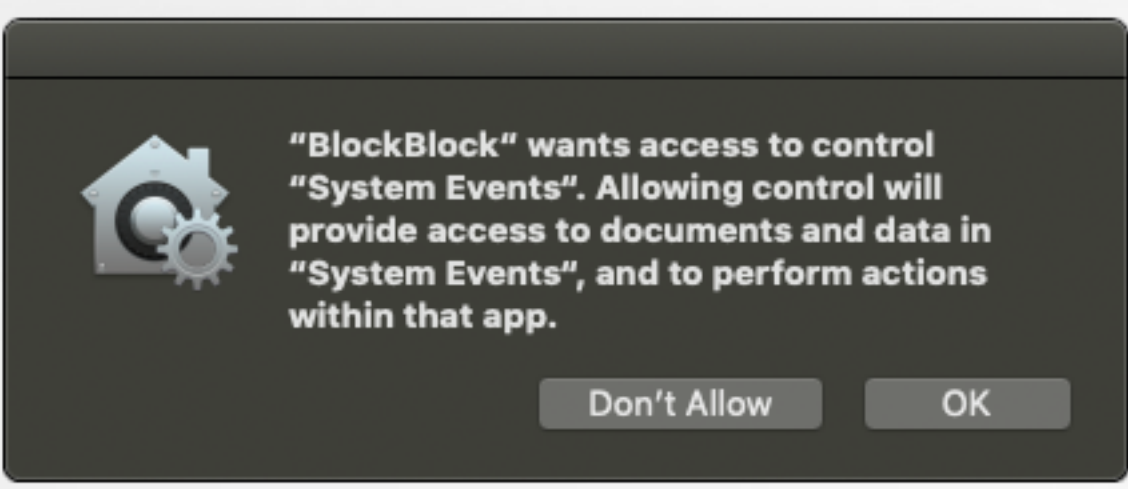 “BlockBlock“ wants access to control
“System Events“. Allowing control will
provide access to documents and data in
“System Events“, and to perform actions
within that app.
Don’t Allow
OK